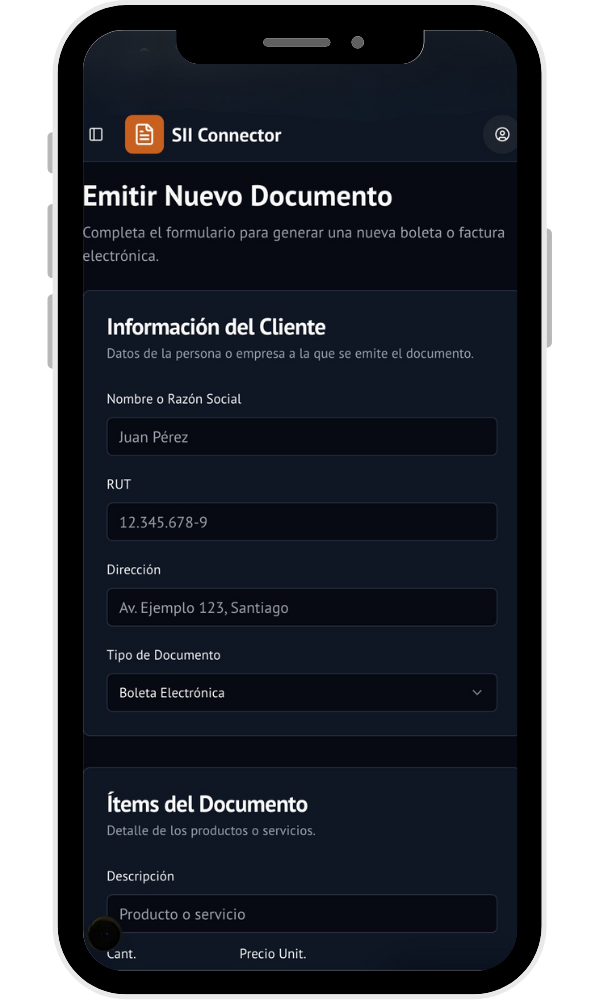 SII Connector
Emitir Nuevo Documento
Completa el formulario para generar una nueva boleta o factura
electrónica.
Información del Cliente
Datos de la persona o empresa a la que se emite el documento.
Nombre o Razón Social
Juan Pérez
RUT
12.345.678-9
Dirección
Av. Ejemplo 123, Santiago
Tipo de Documento
Boleta Electrónica
Ítems del Documento
Detalle de los productos o servicios.
Descripción
Producto o servicio
Cant. Precio Unit.